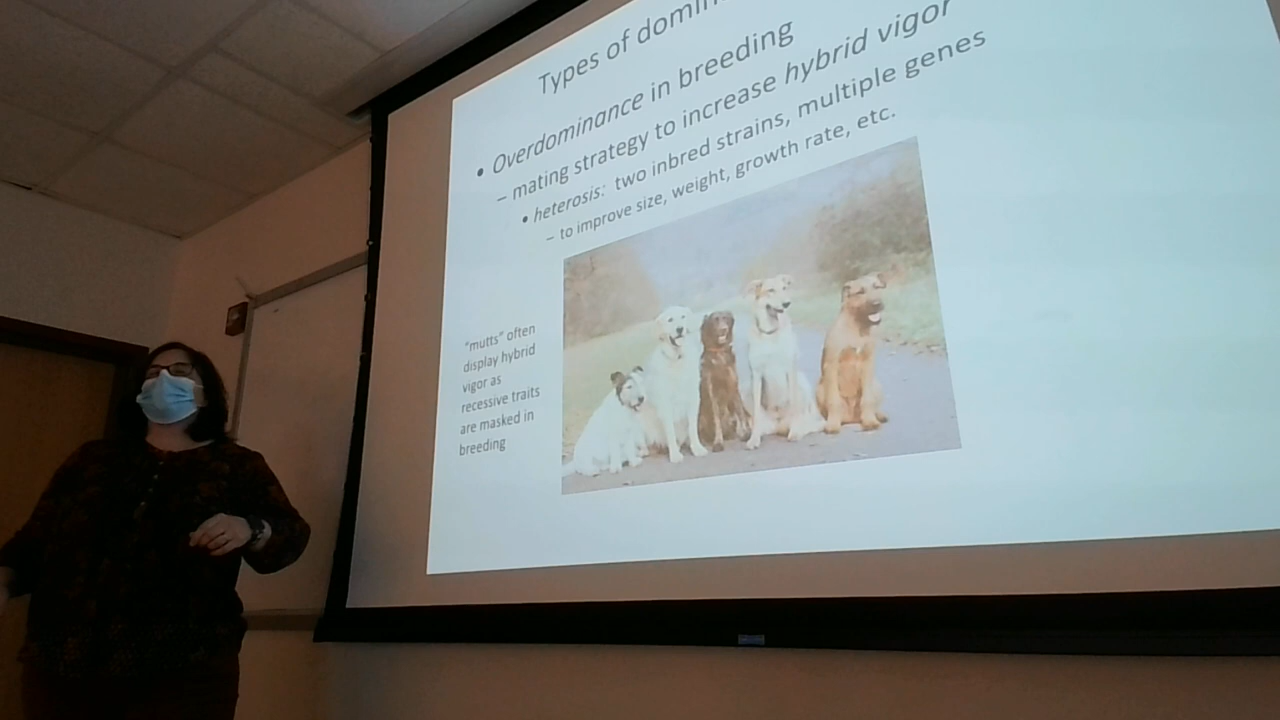 Types of domin
• Overdominance in breeding
– mating strategy to increase hybrid vigor
• heterosis: two inbred strains, multiple genes
– to improve size, weight, growth rate, etc.
"mutts" often
display hybrid
vigor as
recessive traits
are masked in
breeding